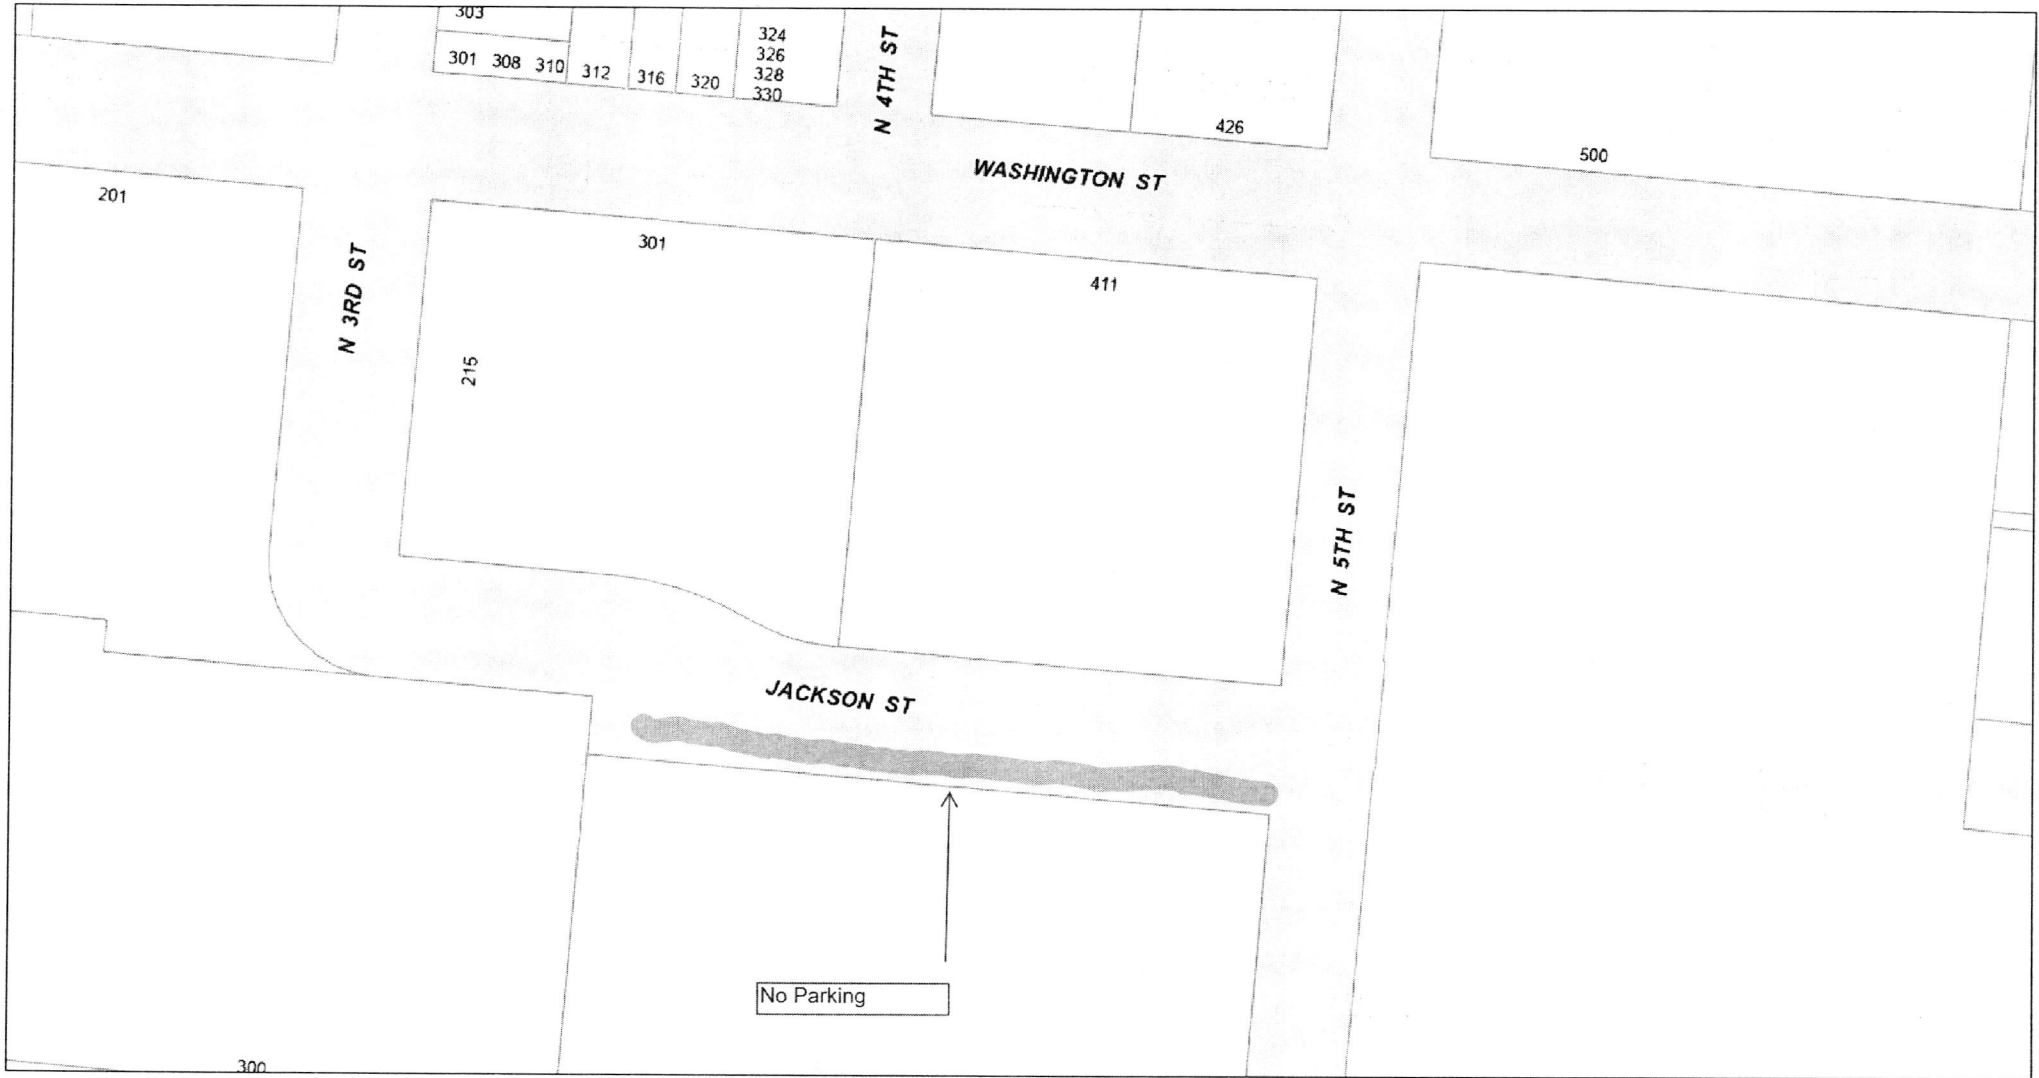 303
301 308 310 312 316 320
324
326
328
330
N 4TH ST
426
500
WASHINGTON ST
201
301
411
N 3RD ST
215
N 5TH ST
JACKSON ST
No Parking
300